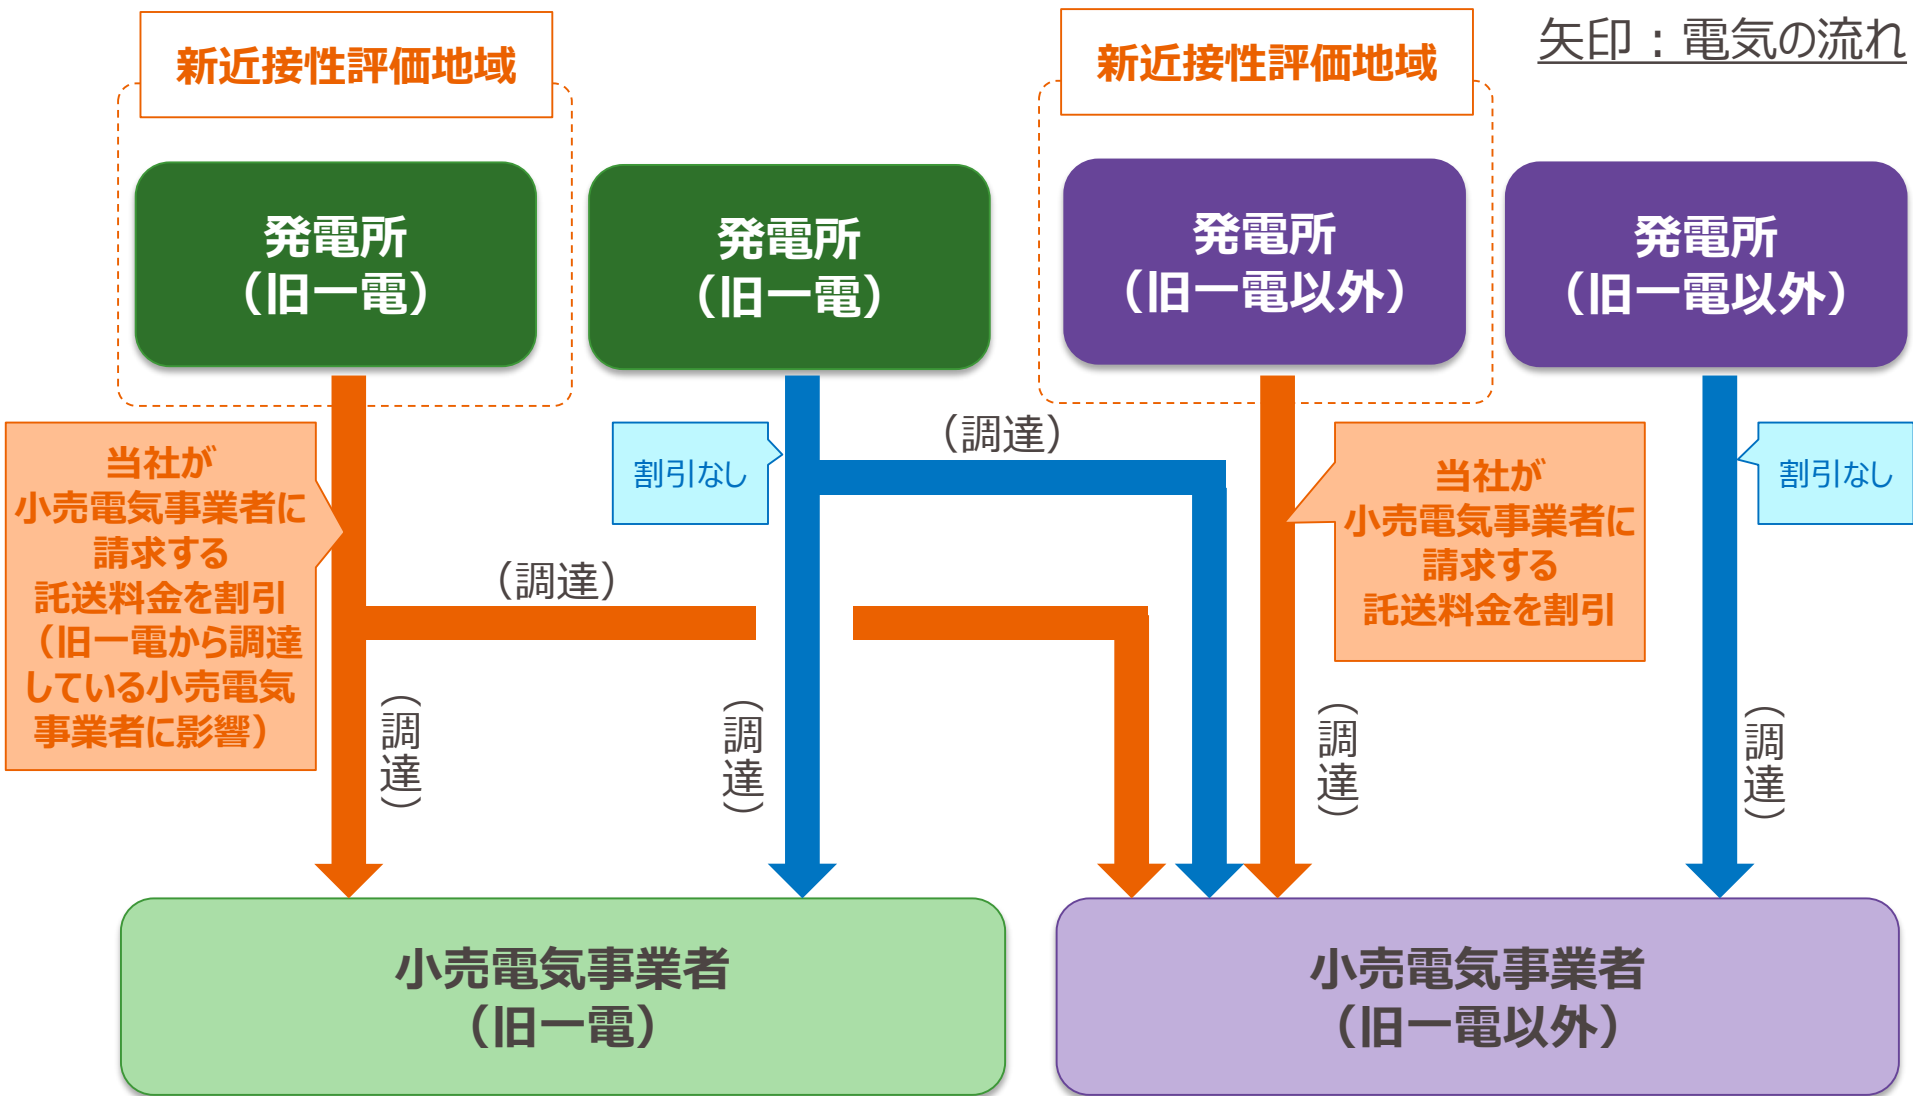 矢印：電気の流れ
新近接性評価地域
新近接性評価地域
発電所
（旧一電）
発電所
（旧一電）
発電所
（旧一電以外）
発電所
（旧一電以外）
当社が
小売電気事業者に
請求する
託送料金を割引
（旧一電から調達
している小売電気
事業者に影響）
割引なし
（調達）
当社が
小売電気事業者に
請求する
託送料金を割引
割引なし
（調達）
（調達）
（調達）
（調達）
（調達）
小売電気事業者
（旧一電）
小売電気事業者
（旧一電以外）